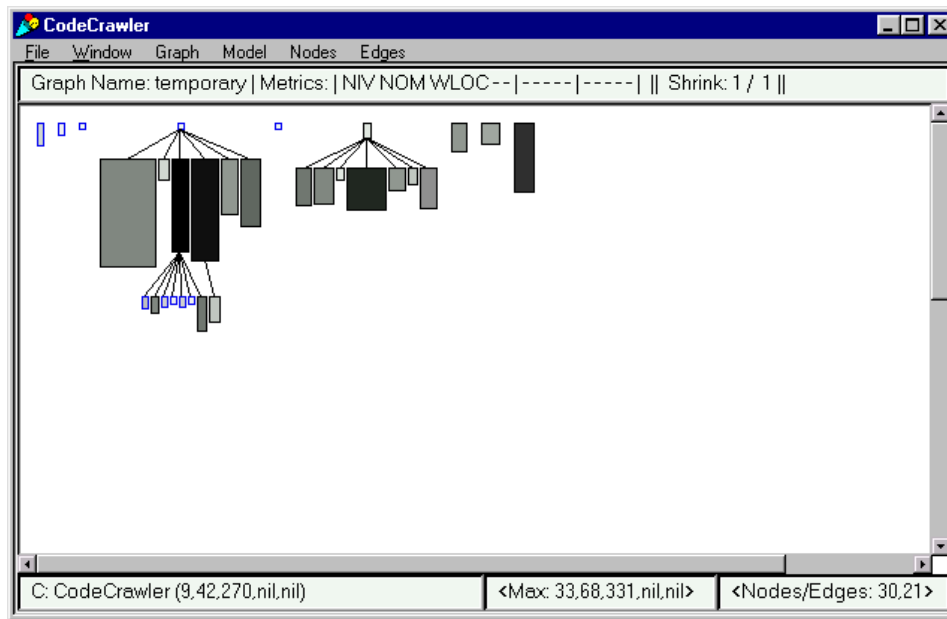 CodeCrawler
File Window Graph Model Nodes Edges
Graph Name: temporary | Metrics: | NIV NOM WLOC--|-----|-----| || Shrink: 1 / 1 ||
C: CodeCrawler (9,42,270,nil,nil) <Max: 33,68,331,nil,nil> <Nodes/Edges: 30,21>